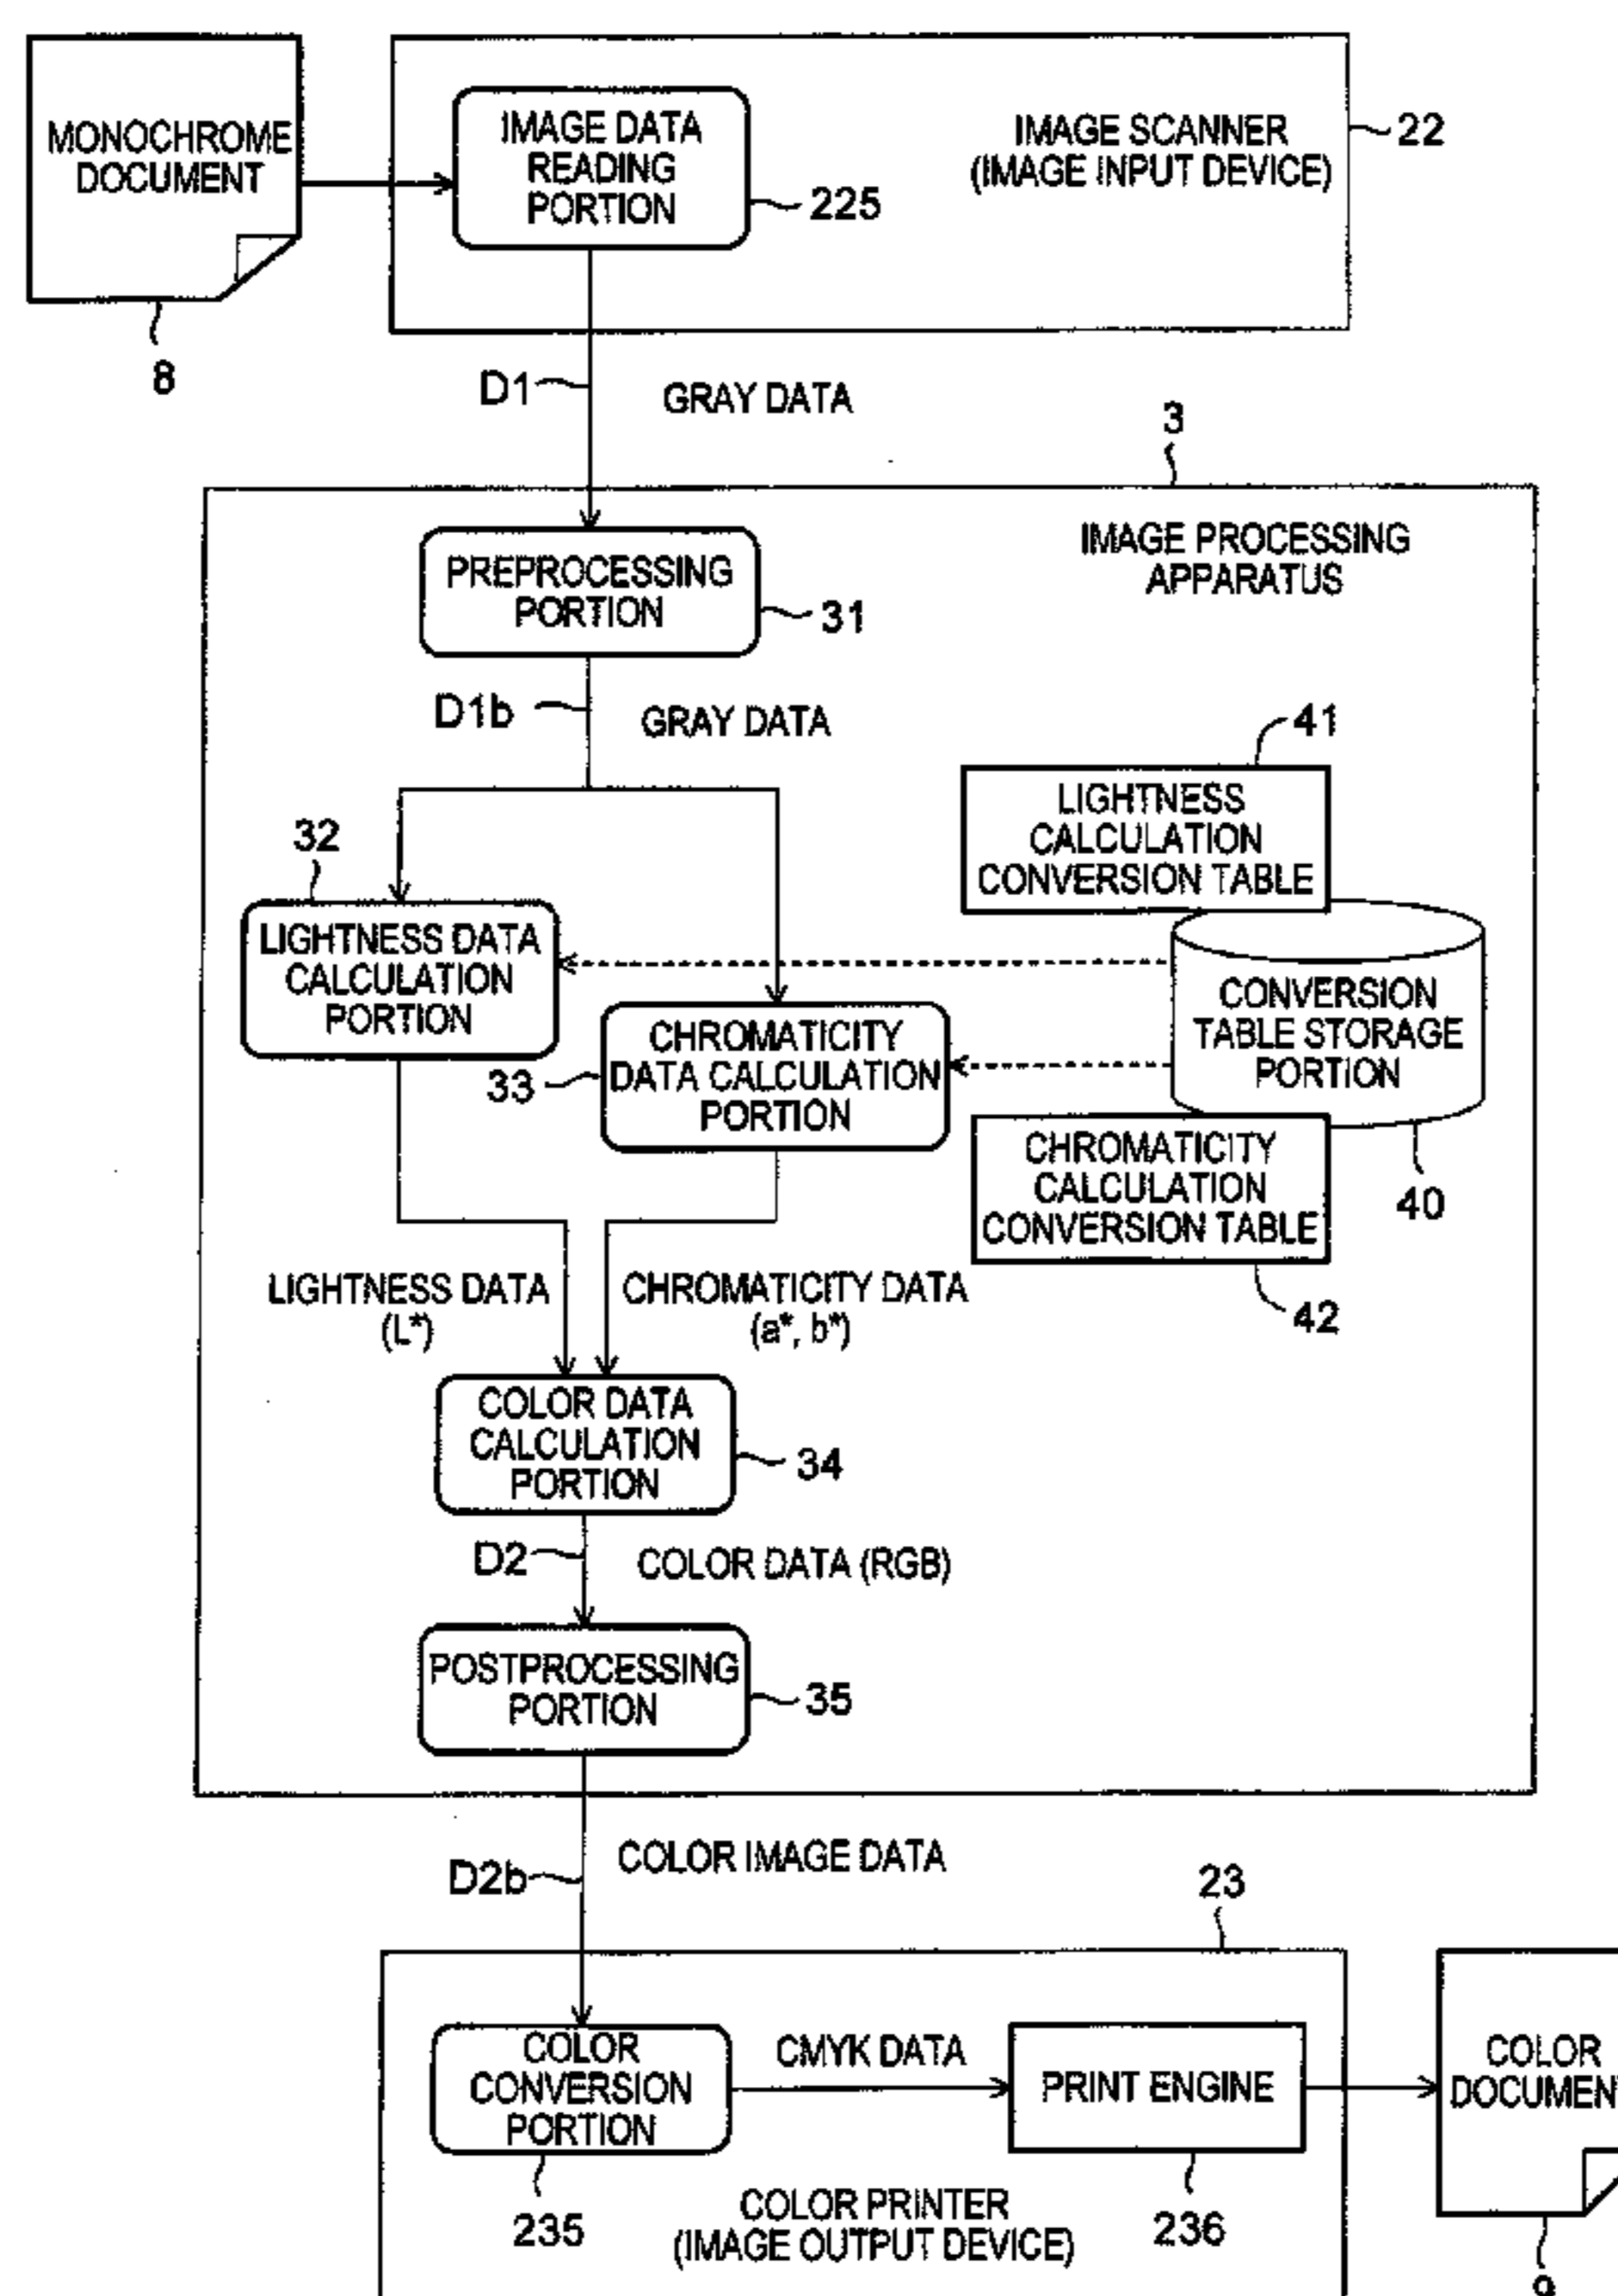 MONOCHROME
DOCUMENT
8
IMAGE DATA
READING
PORTION
225
IMAGE SCANNER
(IMAGE INPUT DEVICE)
22
D1
GRAY DATA
3
IMAGE PROCESSING
APPARATUS
PREPROCESSING
PORTION
31
D1b
GRAY DATA
41
LIGHTNESS
CALCULATION
CONVERSION TABLE
32
LIGHTNESS DATA
CALCULATION
PORTION
33
CHROMATICITY
DATA CALCULATION
PORTION
CONVERSION
TABLE STORAGE
PORTION
40
CHROMATICITY
CALCULATION
CONVERSION TABLE
42
LIGHTNESS DATA
(L*)
CHROMATICITY DATA
(a*, b*)
COLOR DATA
CALCULATION
PORTION
34
D2
COLOR DATA (RGB)
POSTPROCESSING
PORTION
35
D2b
COLOR IMAGE DATA
23
COLOR
CONVERSION
PORTION
235
CMYK DATA
PRINT ENGINE
236
COLOR PRINTER
(IMAGE OUTPUT DEVICE)
COLOR
DOCUMENT
9